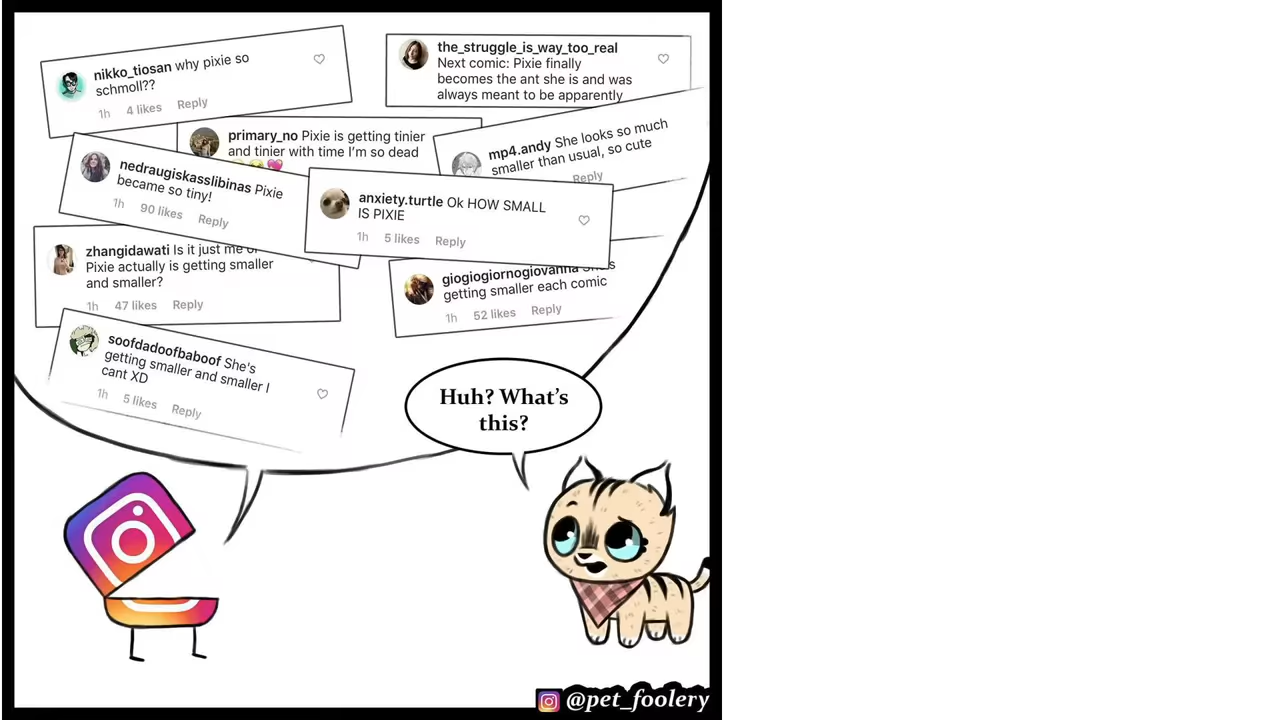 nikko_tiosan why pixie so
schmoll??
1h 4 likes Reply
the_struggle_is_way_too_real
Next comic: Pixie finally
becomes the ant she is and was
always meant to be apparently
primary_no Pixie is getting tinier
and tinier with time I'm so dead
mp4.andy She looks so much
smaller than usual, so cute
Reply
nedraugiskasslibinas Pixie
became so tiny!
1h 90 likes Reply
anxiety.turtle Ok HOW SMALL
IS PIXIE
1h 5 likes Reply
zhangidawati Is it just me or
Pixie actually is getting smaller
and smaller?
1h 47 likes Reply
giogiogiornogiovanna She's
getting smaller each comic
1h 52 likes Reply
soofdadoofbaboof She's
getting smaller and smaller I
cant XD
1h 5 likes Reply
Huh? What's
this?
@pet_foolery